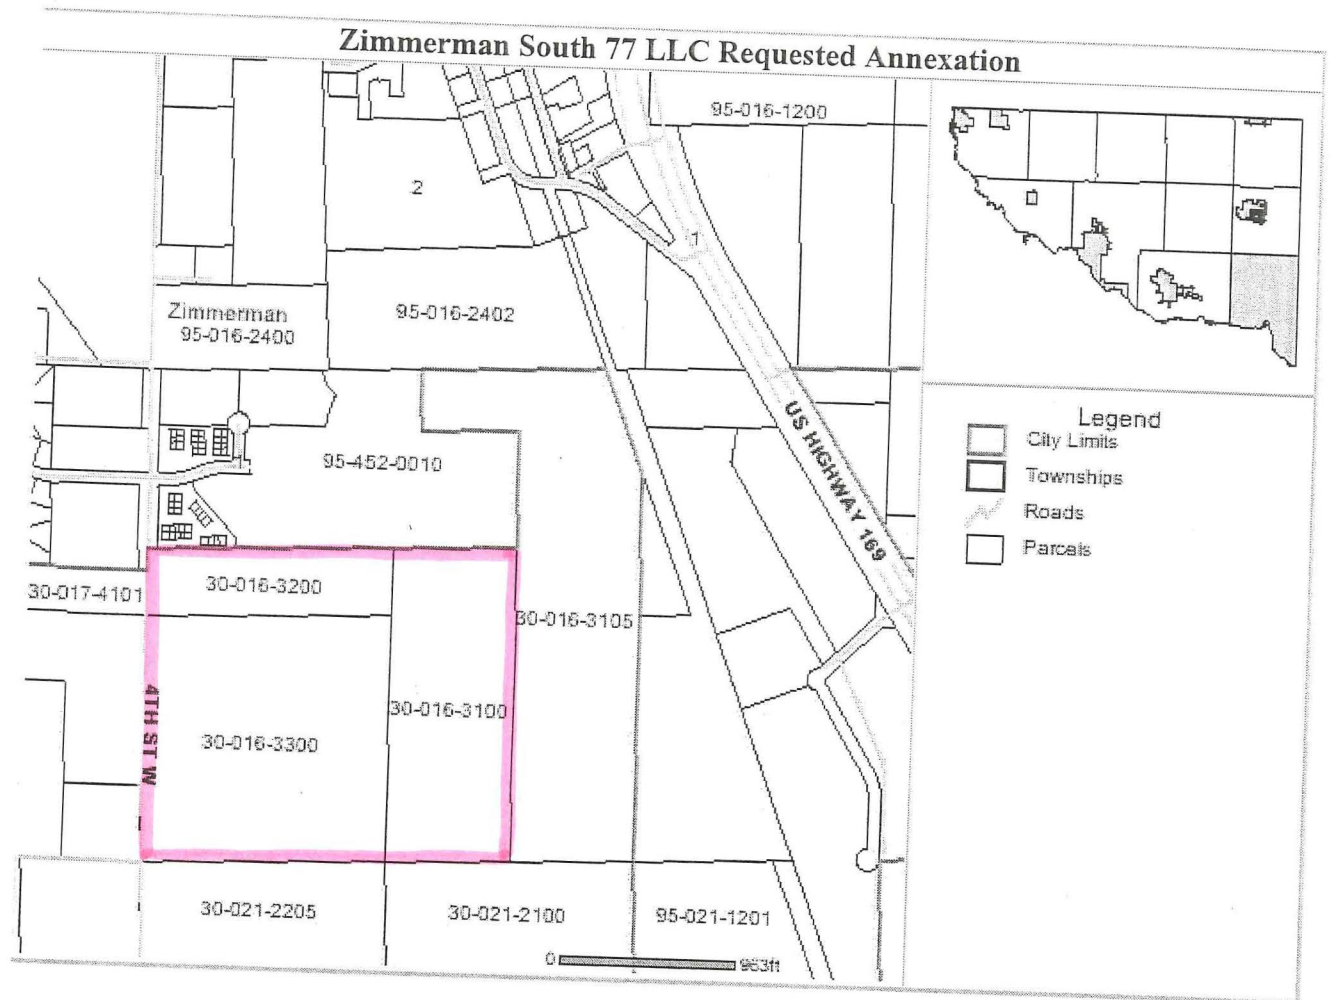 Zimmerman South 77 LLC Requested Annexation
95-016-1200
2
1
Zimmerman
95-016-2400
95-016-2402
US HIGHWAY 169
95-452-0010
30-017-4101
30-016-3200
30-016-3105
30-016-3100
4TH ST W
30-016-3300
30-021-2205
30-021-2100
95-021-1201
0
963ft
Legend
City Limits
Townships
Roads
Parcels